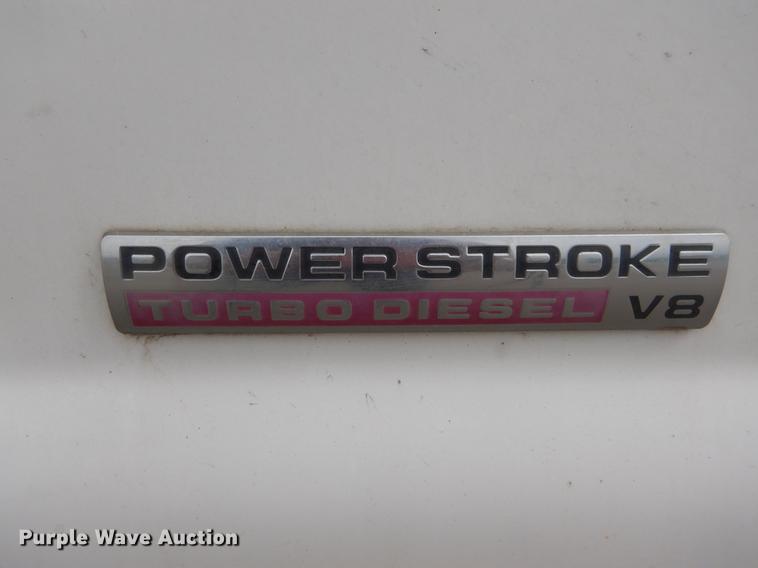 POWER STROKE
TURBO DIESEL V8
Purple Wave Auction